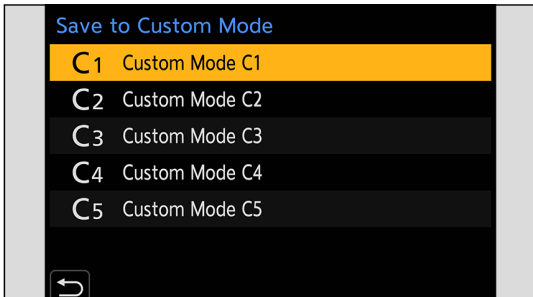 Save to Custom Mode
C1 Custom Mode C1
C2 Custom Mode C2
C3 Custom Mode C3
C4 Custom Mode C4
C5 Custom Mode C5